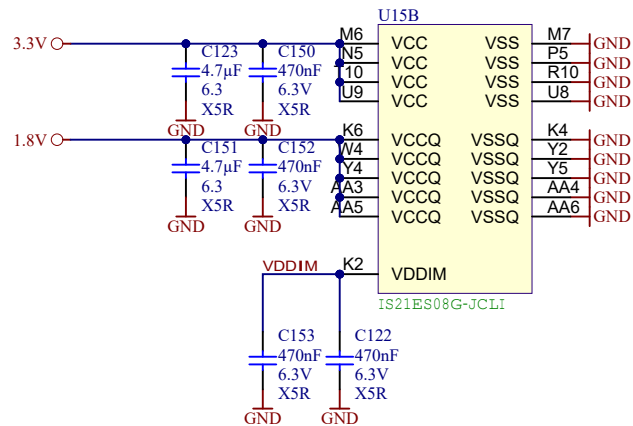 U15B
3.3V
M6 VCC VSS M7 GND
N5 VCC VSS P5 GND
T10 VCC VSS R10 GND
U9 VCC VSS U8 GND
C123 C150
4.7µF 470nF
6.3 6.3V
X5R X5R
GND GND
1.8V
K6 VCCQ VSSQ K4 GND
W4 VCCQ VSSQ Y2 GND
Y4 VCCQ VSSQ Y5 GND
AA3 VCCQ VSSQ AA4 GND
AA5 VCCQ VSSQ AA6 GND
C151 C152
4.7µF 470nF
6.3 6.3V
X5R X5R
GND GND
VDDIM K2 VDDIM
IS21ES08G-JCLI
C153 C122
470nF 470nF
6.3V 6.3V
X5R X5R
GND GND